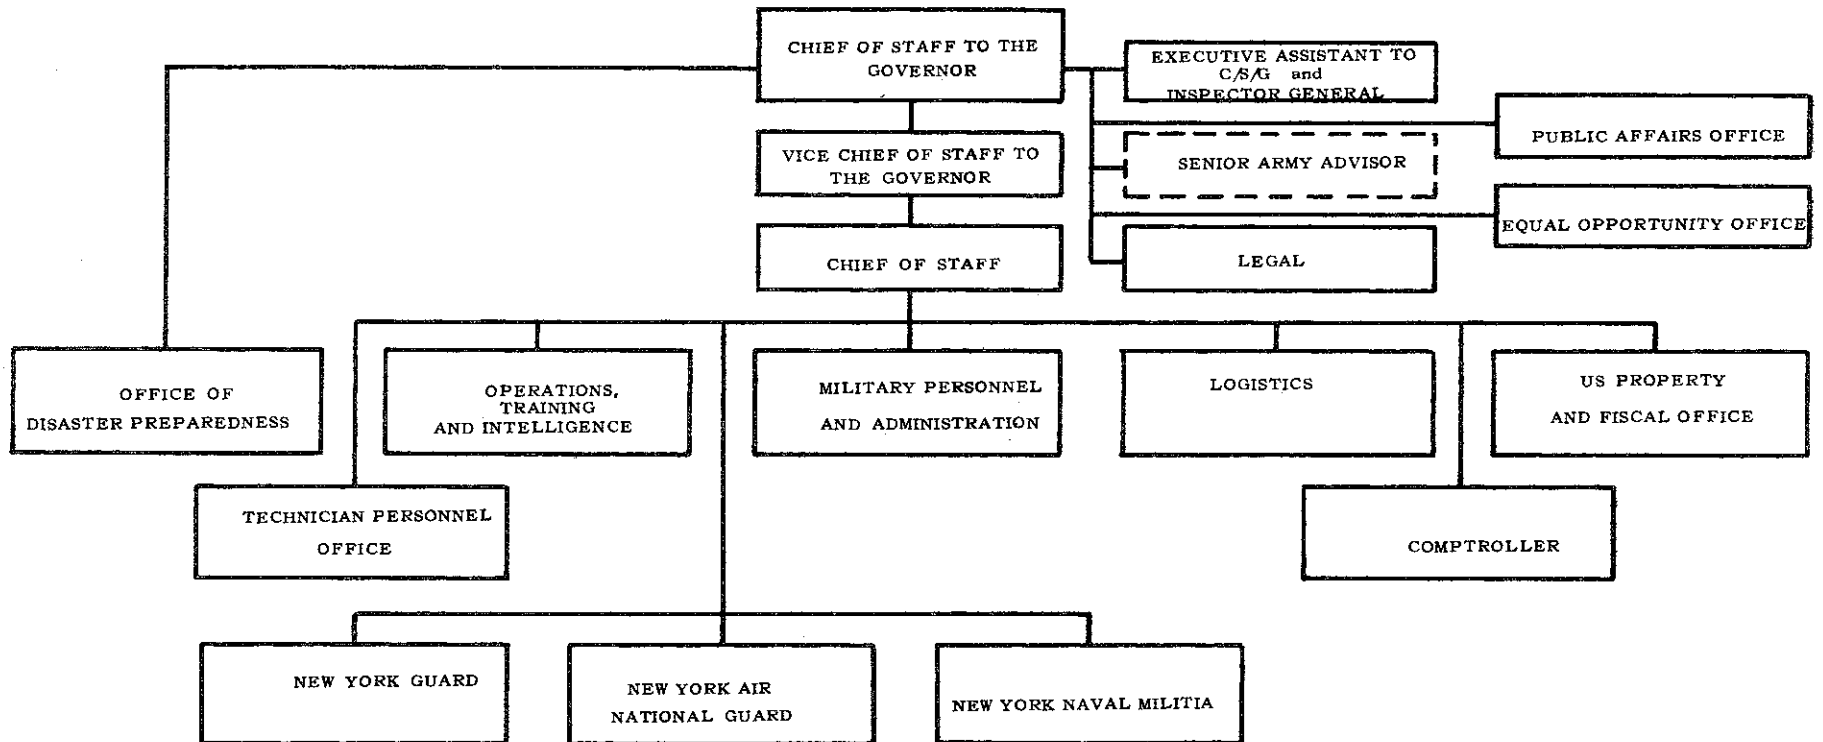 CHIEF OF STAFF TO THE
GOVERNOR
EXECUTIVE ASSISTANT TO
C/S/G and
INSPECTOR GENERAL
PUBLIC AFFAIRS OFFICE
VICE CHIEF OF STAFF TO
THE GOVERNOR
SENIOR ARMY ADVISOR
EQUAL OPPORTUNITY OFFICE
CHIEF OF STAFF
LEGAL
OFFICE OF
DISASTER PREPAREDNESS
OPERATIONS,
TRAINING
AND INTELLIGENCE
MILITARY PERSONNEL
AND ADMINISTRATION
LOGISTICS
US PROPERTY
AND FISCAL OFFICE
TECHNICIAN PERSONNEL
OFFICE
COMPTROLLER
NEW YORK GUARD
NEW YORK AIR
NATIONAL GUARD
NEW YORK NAVAL MILITIA